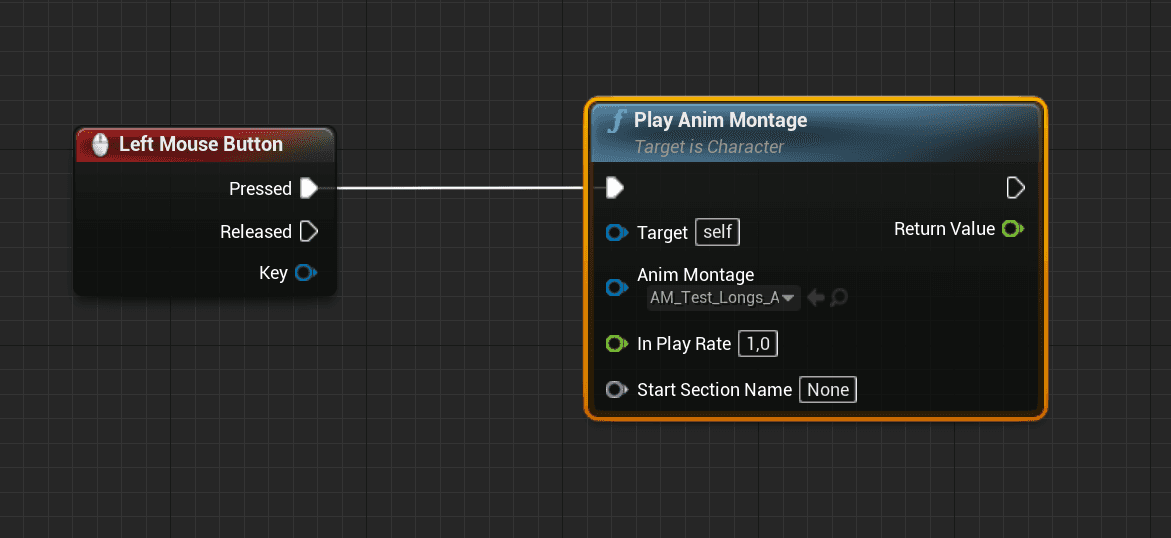 Left Mouse Button
Pressed
Released
Key
Play Anim Montage
Target is Character
Target self
Return Value
Anim Montage
AM_Test_Longs_A
In Play Rate 1,0
Start Section Name None